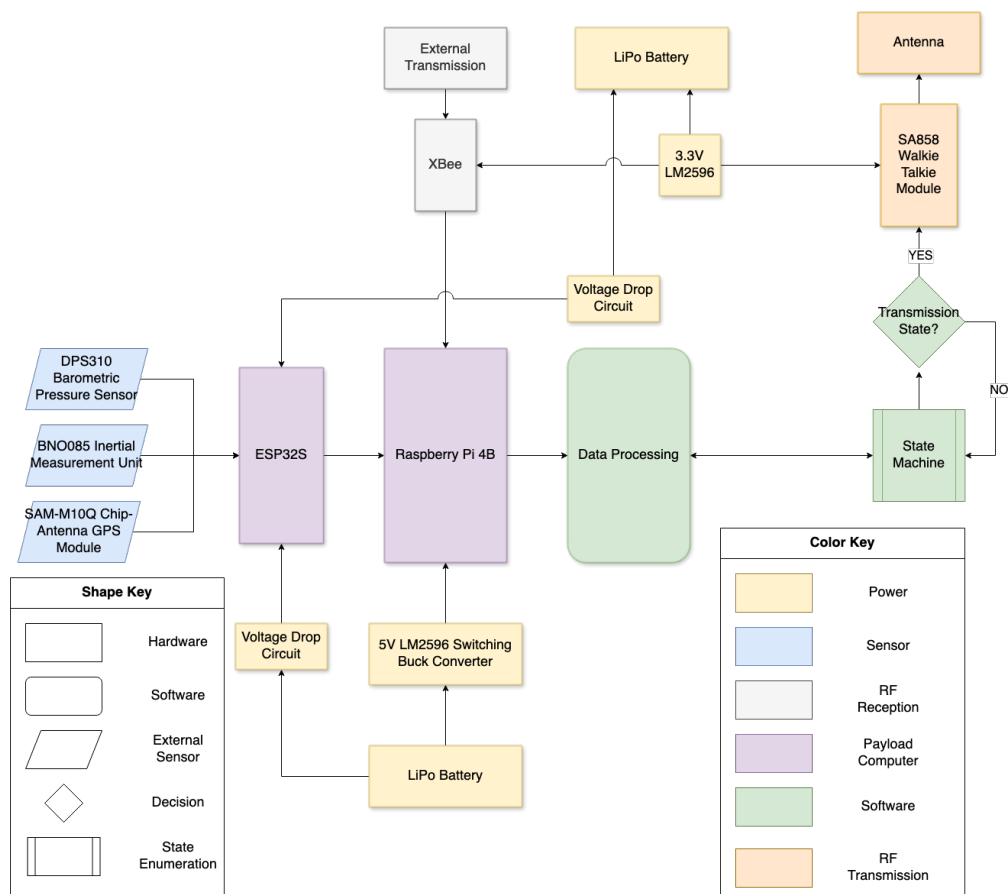 External
Transmission
LiPo Battery
Antenna
XBee
3.3V
LM2596
SA858
Walkie
Talkie
Module
YES
Voltage Drop
Circuit
Transmission
State?
NO
DPS310
Barometric
Pressure Sensor
BNO085 Inertial
Measurement Unit
SAM-M10Q Chip-
Antenna GPS
Module
ESP32S
Raspberry Pi 4B
Data Processing
State
Machine
Voltage Drop
Circuit
5V LM2596 Switching
Buck Converter
LiPo Battery
Shape Key
Hardware
Software
External
Sensor
Decision
State
Enumeration
Color Key
Power
Sensor
RF
Reception
Payload
Computer
Software
RF
Transmission